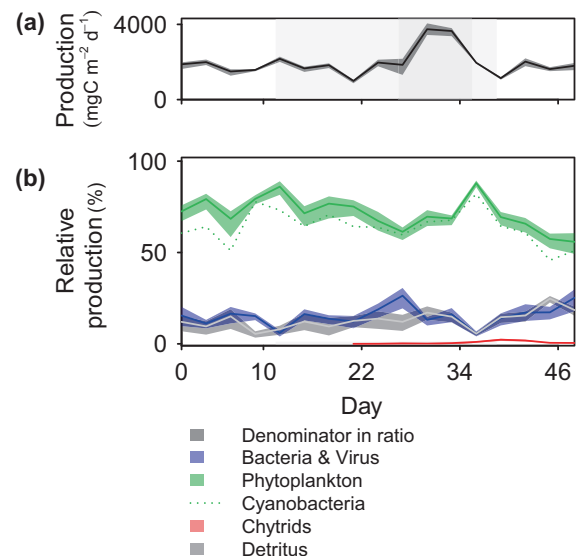 (a)
Production
(mgC m⁻² d⁻¹)
4000
0
(b)
Relative
production (%)
100
50
0
0 10 22 34 46
Day
Denominator in ratio
Bacteria & Virus
Phytoplankton
Cyanobacteria
Chytrids
Detritus